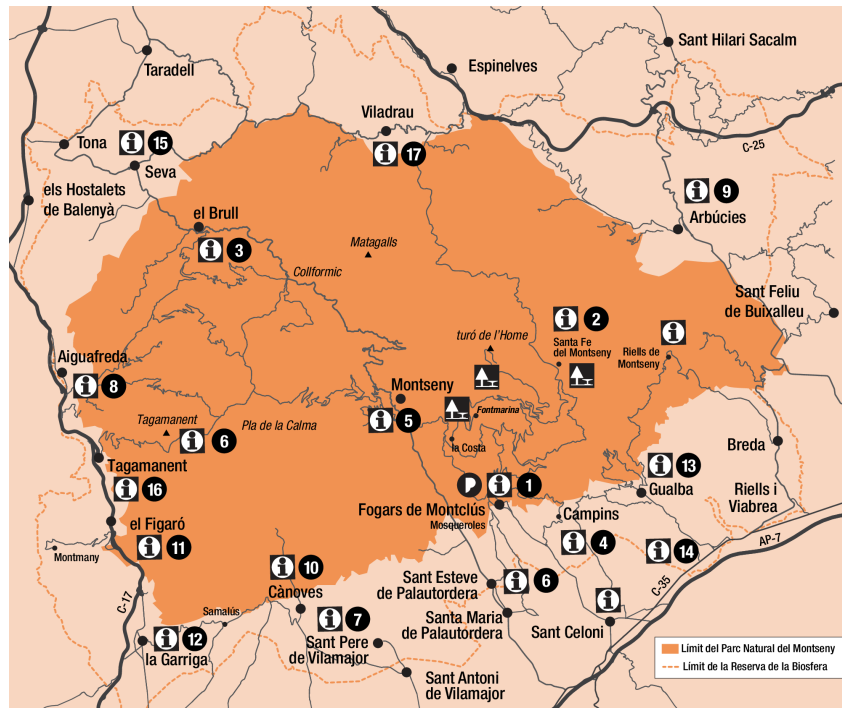 Sant Hilari Sacalm
Taradell
Espinelves
Viladrau
Tona
15
17
C-25
Seva
els Hostalets
de Balenyà
9
el Brull
Arbúcies
3
Matagalls
Collformic
Sant Feliu
de Buixalleu
2
turó de l'Home
Santa Fe
del Montseny
Riells de
Montseny
Aiguafreda
8
Montseny
5
Fontmarina
Tagamanent
Pla de la Calma
6
la Costa
Breda
Tagamanent
13
16
1
Gualba
Riells i
Viabrea
Fogars de Montclús
Mosqueroles
Campins
el Figaró
11
Montmany
4
14
AP-7
10
Cànoves
Sant Esteve
de Palautordera
6
C-35
C-17
Samalús
7
Santa Maria
de Palautordera
Sant Celoni
12
la Garriga
Sant Pere
de Vilamajor
Sant Antoni
de Vilamajor
Límit del Parc Natural del Montseny
Límit de la Reserva de la Biosfera